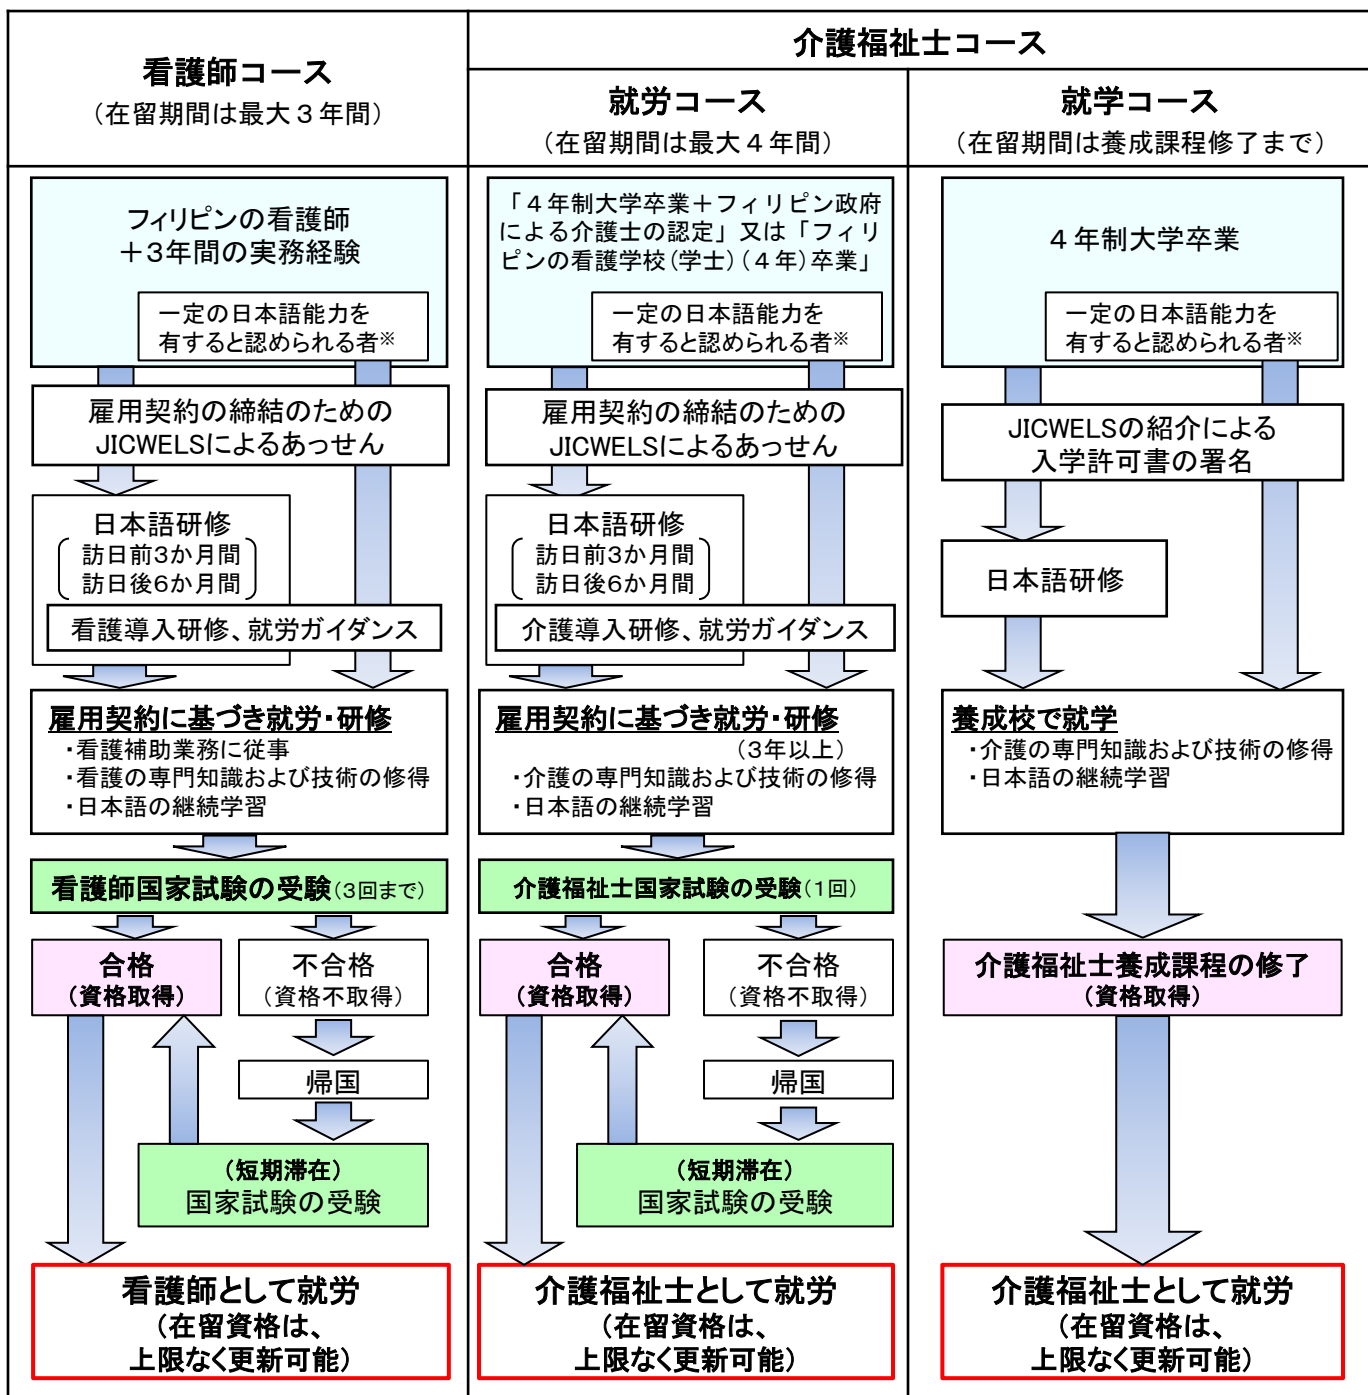 看護師コース
（在留期間は最大３年間）
介護福祉士コース
就労コース
（在留期間は最大４年間）
就学コース
（在留期間は養成課程修了まで）
フィリピンの看護師
＋3年間の実務経験
一定の日本語能力を
有すると認められる者※
雇用契約の締結のための
JICWELSによるあっせん
日本語研修
訪日前3か月間
訪日後6か月間
看護導入研修、就労ガイダンス
雇用契約に基づき就労・研修
・看護補助業務に従事
・看護の専門知識および技術の修得
・日本語の継続学習
看護師国家試験の受験（3回まで）
合格
（資格取得）
不合格
（資格不取得）
帰国
（短期滞在）
国家試験の受験
看護師として就労
（在留資格は、
上限なく更新可能）
「４年制大学卒業＋フィリピン政府
による介護士の認定」又は「フィリ
ピンの看護学校（学士）（４年）卒業」
一定の日本語能力を
有すると認められる者※
雇用契約の締結のための
JICWELSによるあっせん
日本語研修
訪日前3か月間
訪日後6か月間
介護導入研修、就労ガイダンス
雇用契約に基づき就労・研修
（3年以上）
・介護の専門知識および技術の修得
・日本語の継続学習
介護福祉士国家試験の受験（1回）
合格
（資格取得）
不合格
（資格不取得）
帰国
（短期滞在）
国家試験の受験
介護福祉士として就労
（在留資格は、
上限なく更新可能）
４年制大学卒業
一定の日本語能力を
有すると認められる者※
JICWELSの紹介による
入学許可書の署名
日本語研修
養成校で就学
・介護の専門知識および技術の修得
・日本語の継続学習
介護福祉士養成課程の修了
（資格取得）
介護福祉士として就労
（在留資格は、
上限なく更新可能）